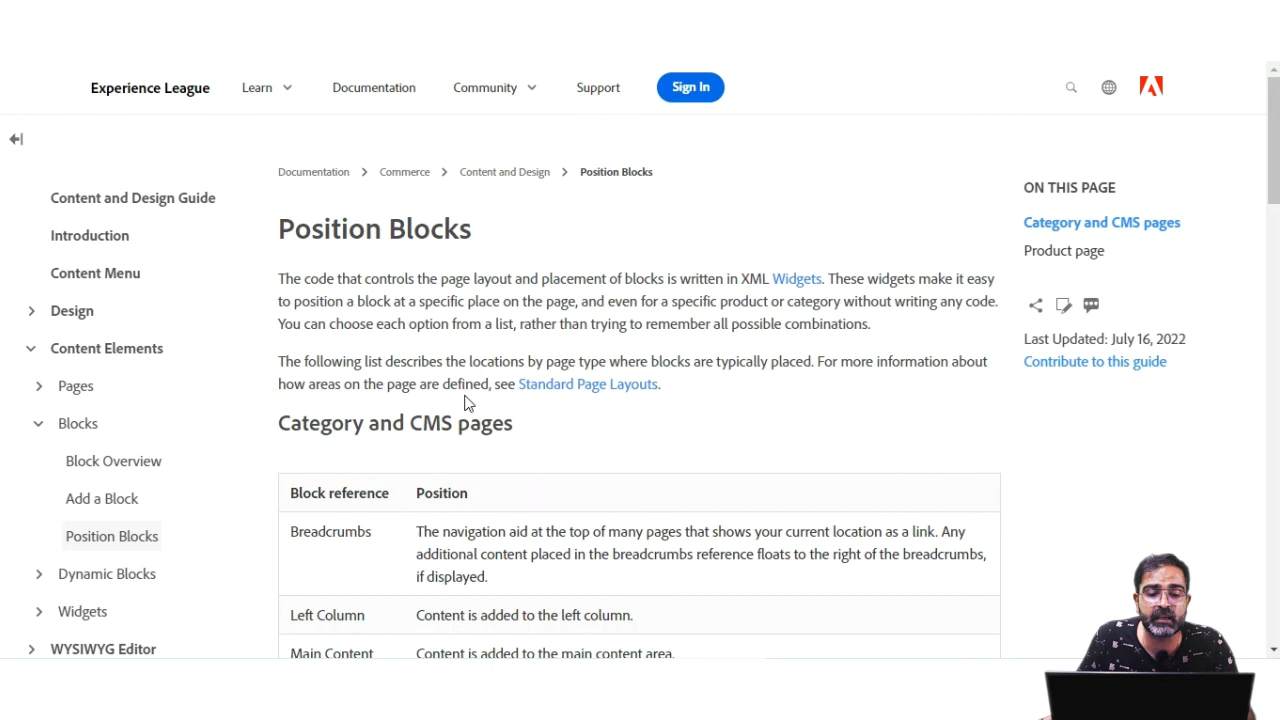 Experience League
Learn
Documentation
Community
Support
Sign In
Documentation > Commerce > Content and Design > Position Blocks
Content and Design Guide
Introduction
Content Menu
Design
Content Elements
Pages
Blocks
Block Overview
Add a Block
Position Blocks
Dynamic Blocks
Widgets
WYSIWYG Editor
Position Blocks
The code that controls the page layout and placement of blocks is written in XML Widgets. These widgets make it easy
to position a block at a specific place on the page, and even for a specific product or category without writing any code.
You can choose each option from a list, rather than trying to remember all possible combinations.
The following list describes the locations by page type where blocks are typically placed. For more information about
how areas on the page are defined, see Standard Page Layouts.
Category and CMS pages
Block reference Position
Breadcrumbs The navigation aid at the top of many pages that shows your current location as a link. Any
additional content placed in the breadcrumbs reference floats to the right of the breadcrumbs,
if displayed.
Left Column Content is added to the left column.
Main Content Content is added to the main content area.
ON THIS PAGE
Category and CMS pages
Product page
Last Updated: July 16, 2022
Contribute to this guide